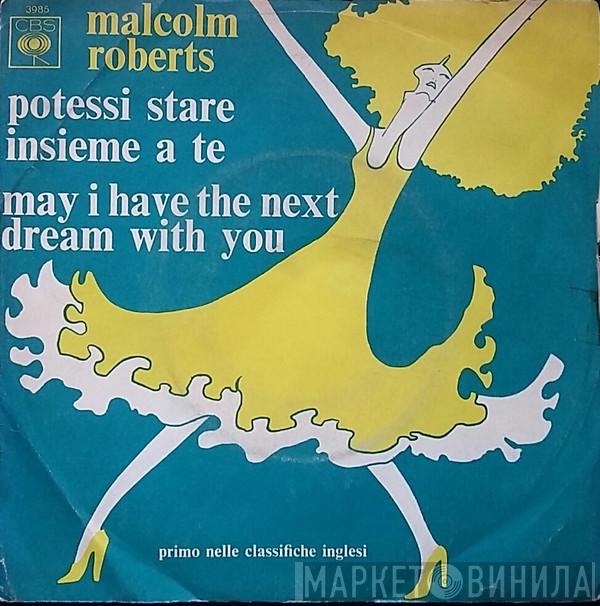 3985
CBS
malcolm
roberts
potessi stare
insieme a te
may i have the next
dream with you
primo nelle classifiche inglesi
МАРКЕТ ВИНИЛА